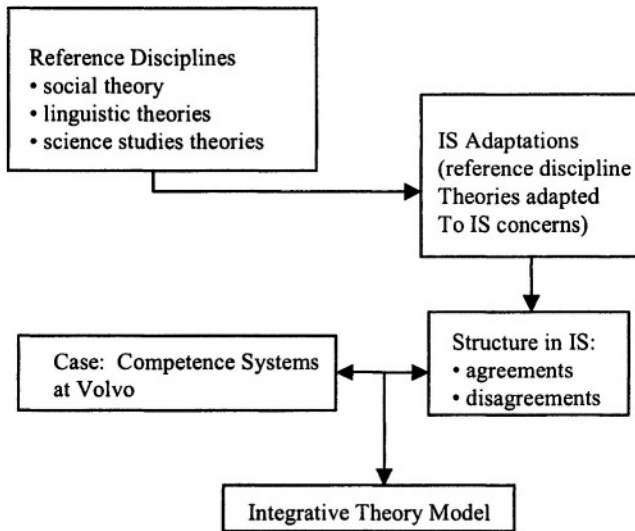 Reference Disciplines
• social theory
• linguistic theories
• science studies theories
IS Adaptations
(reference discipline
Theories adapted
To IS concerns)
Case: Competence Systems
at Volvo
Structure in IS:
• agreements
• disagreements
Integrative Theory Model